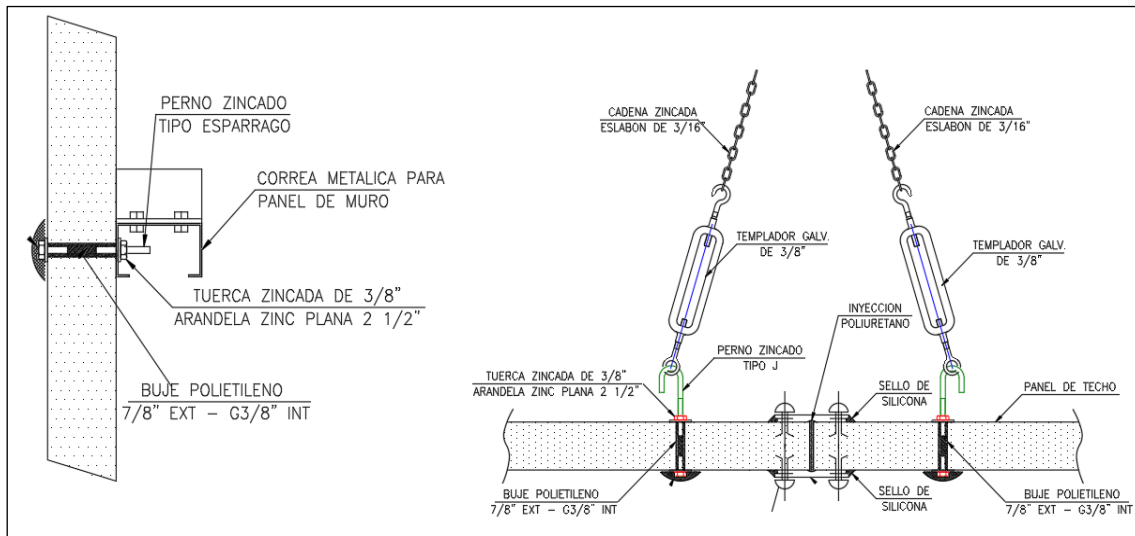 PERNO ZINCADO
TIPO ESPARRAGO
CORREA METALICA PARA
PANEL DE MURO
TUERCA ZINCADA DE 3/8"
ARANDELA ZINC PLANA 2 1/2"
BUJE POLIETILENO
7/8" EXT - G3/8" INT
CADENA ZINCADA
ESLABON DE 3/16"
CADENA ZINCADA
ESLABON DE 3/16"
TEMPLADOR GALV.
DE 3/8"
TEMPLADOR GALV.
DE 3/8"
INYECCION
POLIURETANO
PERNO ZINCADO
TIPO J
TUERCA ZINCADA DE 3/8"
ARANDELA ZINC PLANA 2 1/2"
SELLO DE
SILICONA
PANEL DE TECHO
BUJE POLIETILENO
7/8" EXT - G3/8" INT
SELLO DE
SILICONA
BUJE POLIETILENO
7/8" EXT - G3/8" INT